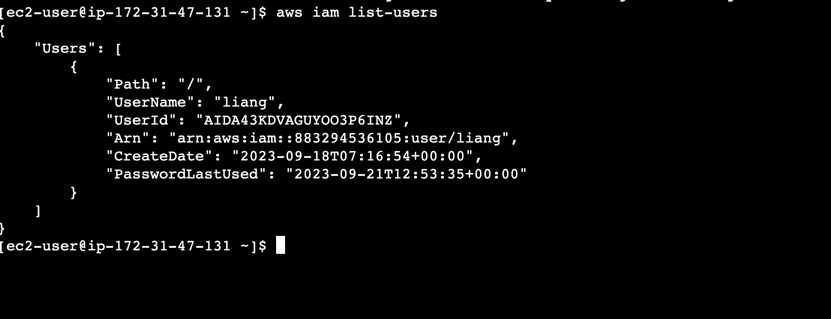 [ec2-user@ip-172-31-47-131 ~]$ aws iam list-users
{
    "Users": [
        {
            "Path": "/",
            "UserName": "liang",
            "UserId": "AIDA43KDVAGUYOO3P6INZ",
            "Arn": "arn:aws:iam::883294536105:user/liang",
            "CreateDate": "2023-09-18T07:16:54+00:00",
            "PasswordLastUsed": "2023-09-21T12:53:35+00:00"
        }
    ]
}
[ec2-user@ip-172-31-47-131 ~]$